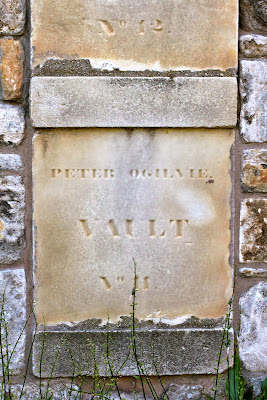 No 12.
PETER OGILVIE.
VAULT
No 11.